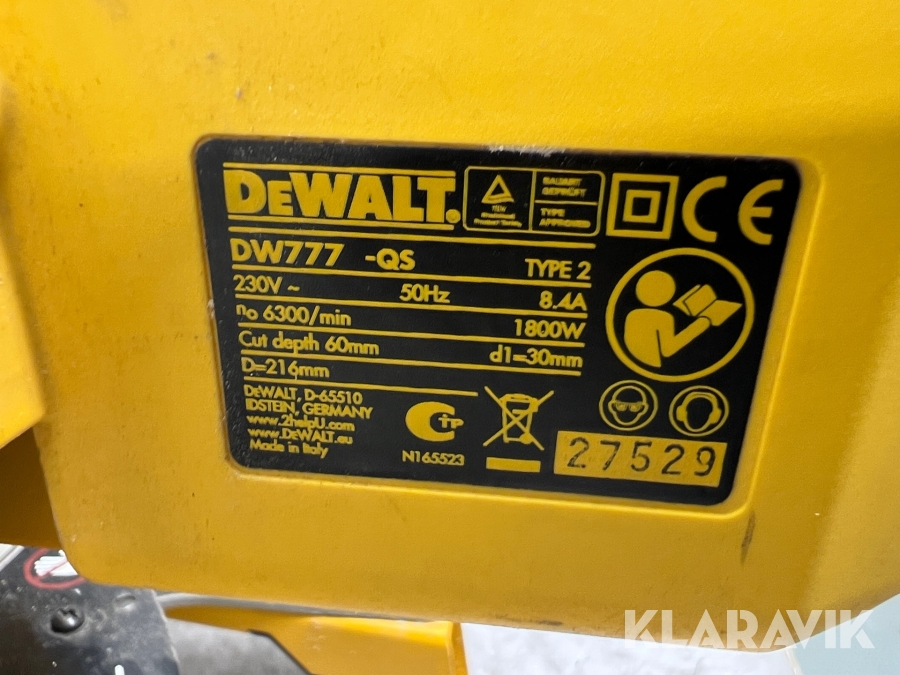 DEWALT®
TÜV
BAUART
GEPRÜFT
TYPE
APPROVED
CE
DW777 -QS TYPE 2
230V ~ 50Hz 8.4A
no 6300/min 1800W
Cut depth 60mm d1=30mm
D=216mm
DEWALT, D-65510
IDSTEIN, GERMANY
www.2helpU.com
www.DEWALT.eu
Made in Italy
N165523
27529
KLARAVIK